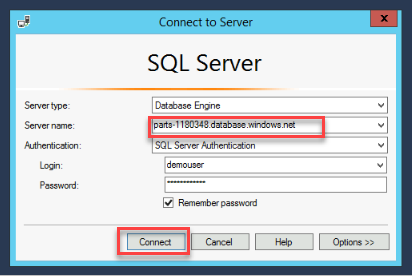 Connect to Server
x
SQL Server
Server type: Database Engine
Server name: parts-1180348.database.windows.net
Authentication: SQL Server Authentication
Login: demouser
Password: ************
Remember password
Connect Cancel Help Options >>